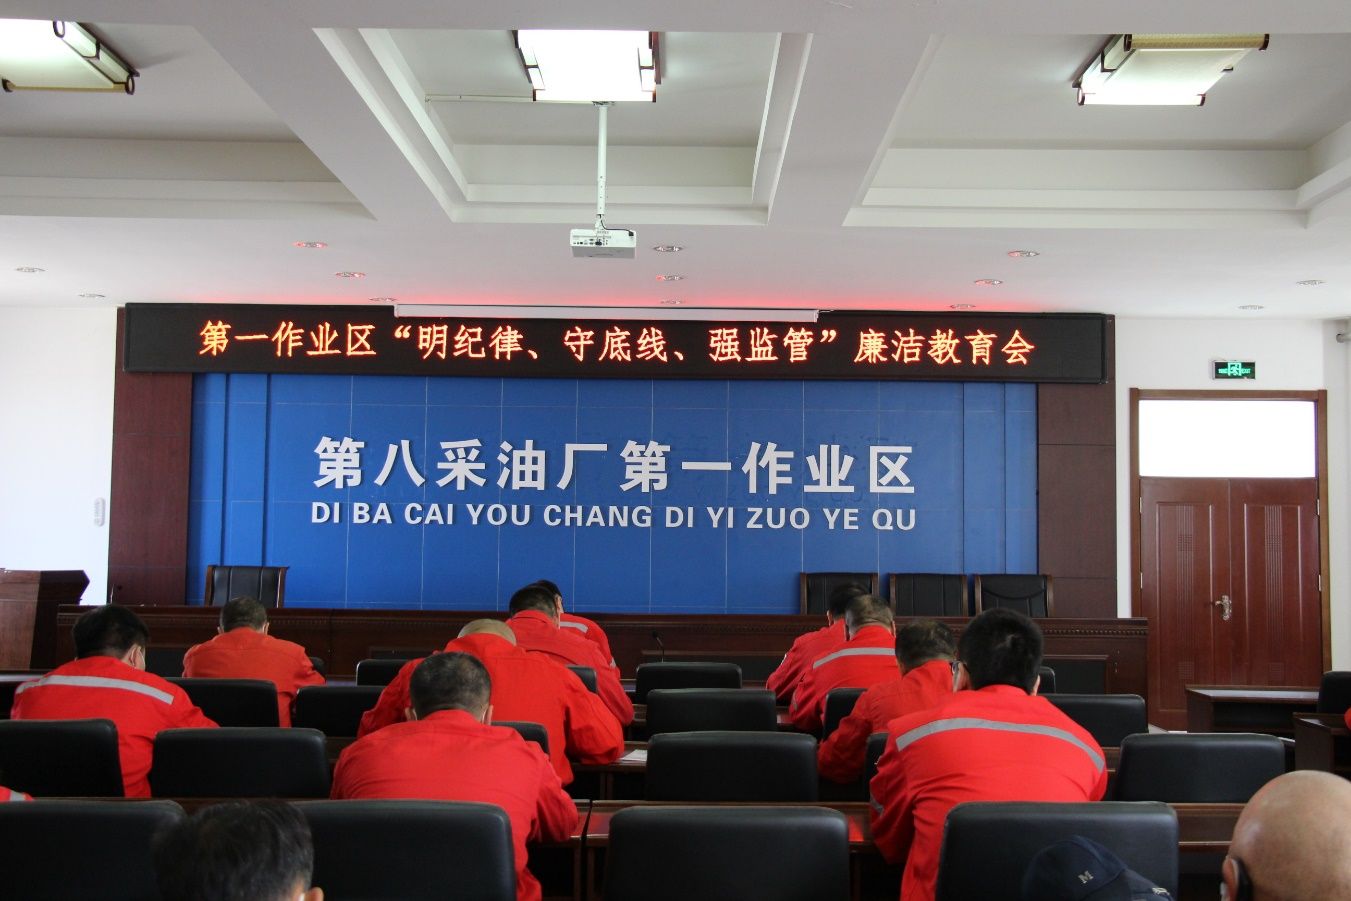 第一作业区“明纪律、守底线、强监管”廉洁教育会
第八采油厂第一作业区
DI BA CAI YOU CHANG DI YI ZUO YE QU
M